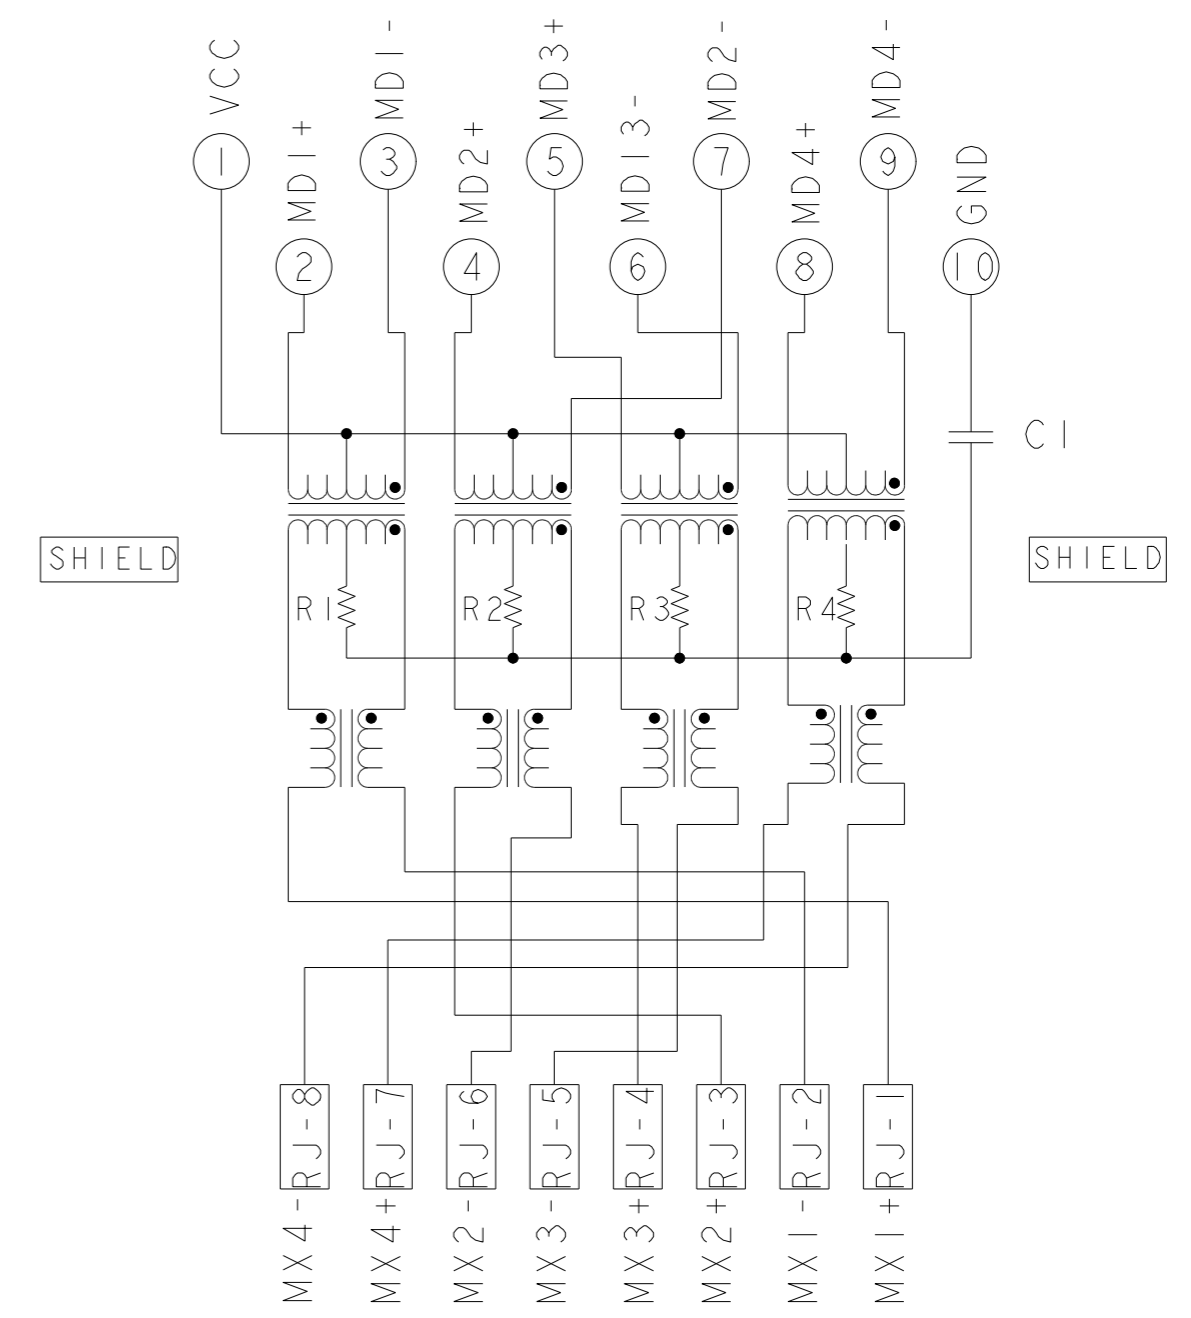 VCC
MD1+
MD1-
MD2+
MD3+
MD13-
MD2-
MD4+
MD4-
GND
1
3
5
7
9
2
4
6
8
10
C1
SHIELD
SHIELD
R1
R2
R3
R4
RJ-8
RJ-7
RJ-6
RJ-5
RJ-4
RJ-3
RJ-2
RJ-1
MX4-
MX4+
MX2-
MX3-
MX3+
MX2+
MX1-
MX1+